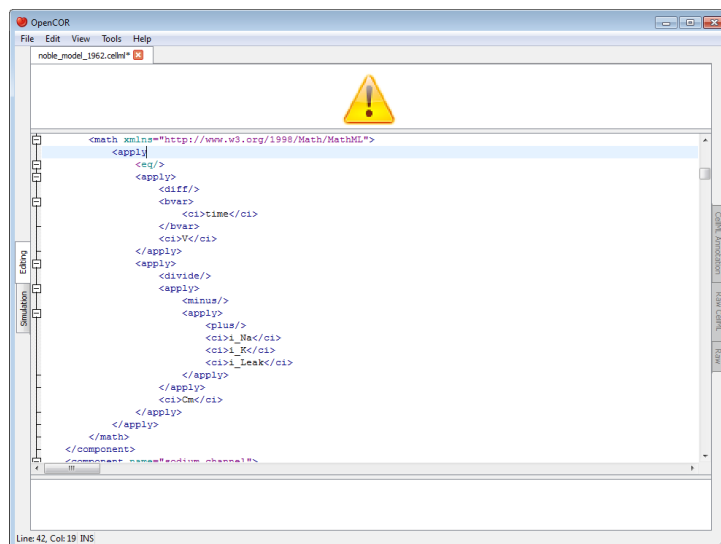 OpenCOR
File Edit View Tools Help
noble_model_1962.cellml*
<math xmlns="http://www.w3.org/1998/Math/MathML">
<apply
<eq/>
<apply>
<diff/>
<bvar>
<ci>time</ci>
</bvar>
<ci>V</ci>
</apply>
<apply>
<divide/>
<apply>
<minus/>
<apply>
<plus/>
<ci>i_Na</ci>
<ci>i_K</ci>
<ci>i_Leak</ci>
</apply>
</apply>
<ci>Cm</ci>
</apply>
</apply>
</math>
</component>
<component name="sodium_channel">
Editing
Simulation
CellML Annotation
Raw CellML
Raw
Line: 42, Col: 19 INS